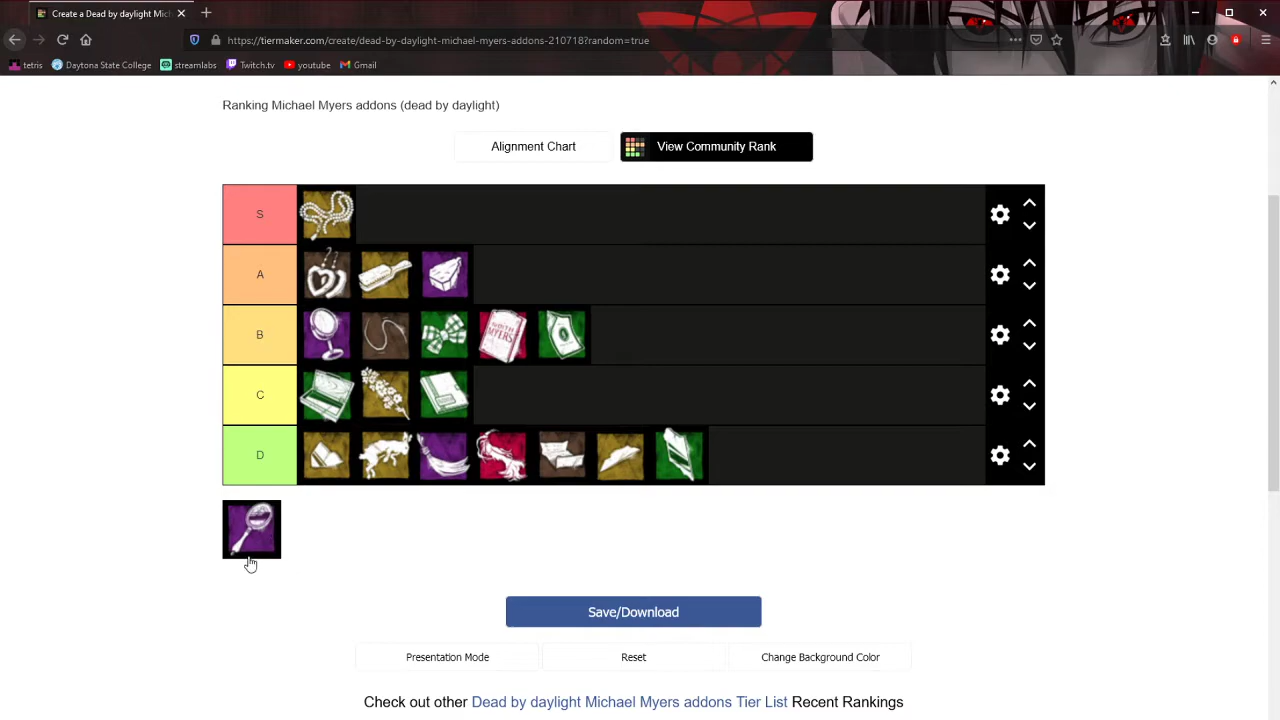 Create a Dead by daylight Mich
https://tiermaker.com/create/dead-by-daylight-michael-myers-addons-210718?random=true
tetris Daytona State College streamlabs Twitch.tv youtube Gmail
Ranking Michael Myers addons (dead by daylight)
Alignment Chart View Community Rank
S
A
B
MYERS
C
D
Save/Download
Presentation Mode Reset Change Background Color
Check out other Dead by daylight Michael Myers addons Tier List Recent Rankings